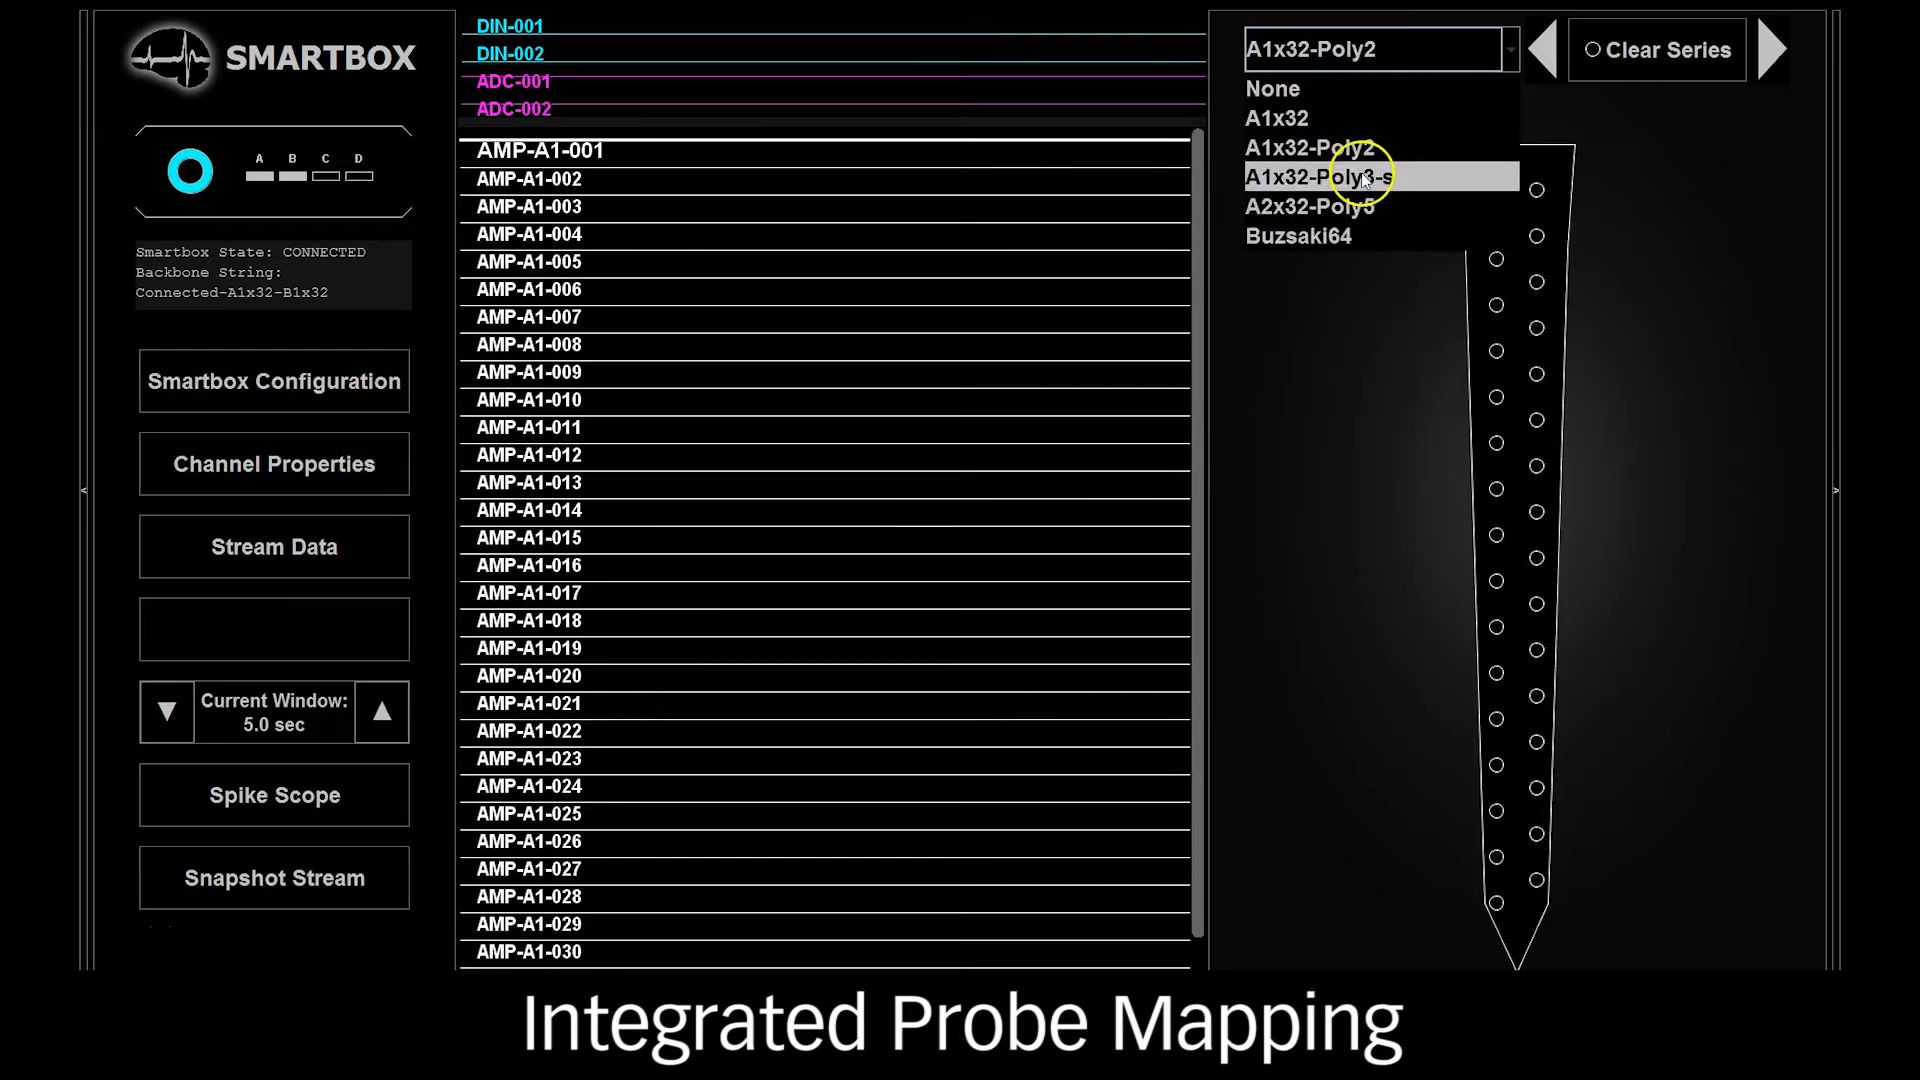 SMARTBOX
A B C D
Smartbox State: CONNECTED
Backbone String:
Connected-A1x32-B1x32
Smartbox Configuration
Channel Properties
Stream Data
▼ Current Window: ▲
5.0 sec
Spike Scope
Snapshot Stream
DIN-001
DIN-002
ADC-001
ADC-002
AMP-A1-001
AMP-A1-002
AMP-A1-003
AMP-A1-004
AMP-A1-005
AMP-A1-006
AMP-A1-007
AMP-A1-008
AMP-A1-009
AMP-A1-010
AMP-A1-011
AMP-A1-012
AMP-A1-013
AMP-A1-014
AMP-A1-015
AMP-A1-016
AMP-A1-017
AMP-A1-018
AMP-A1-019
AMP-A1-020
AMP-A1-021
AMP-A1-022
AMP-A1-023
AMP-A1-024
AMP-A1-025
AMP-A1-026
AMP-A1-027
AMP-A1-028
AMP-A1-029
AMP-A1-030
A1x32-Poly2
Clear Series
None
A1x32
A1x32-Poly2
A1x32-Poly3-s
A2x32-Poly5
Buzsaki64
Integrated Probe Mapping